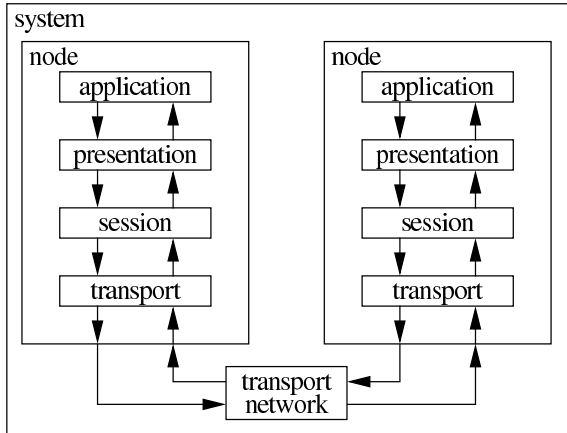 system
node
node
application
application
presentation
presentation
session
session
transport
transport
transport
network